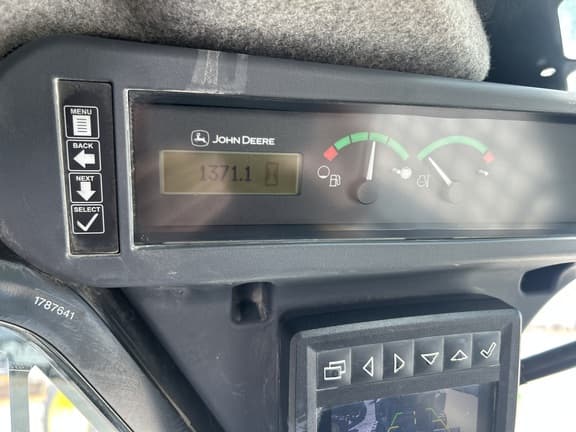 MENU
BACK
NEXT
SELECT
JOHN DEERE
1371.1
1787641